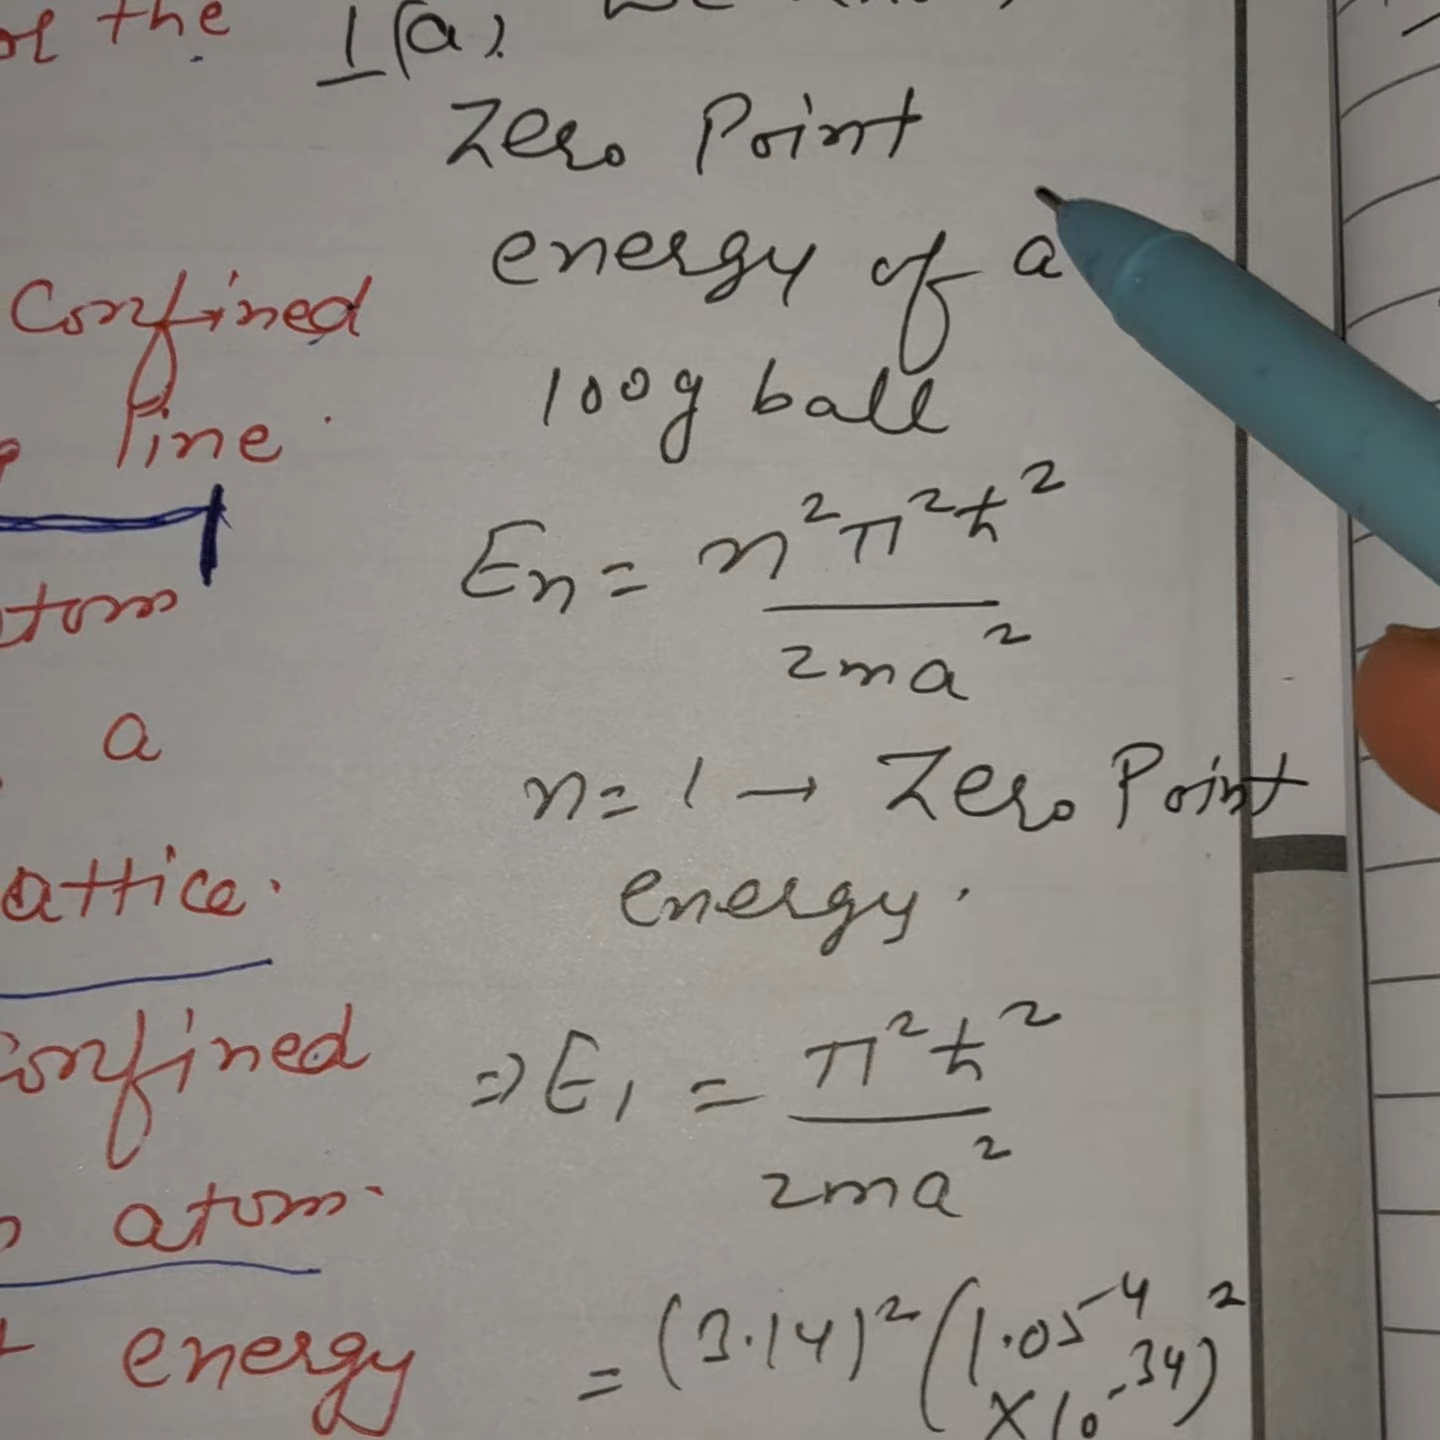 of the
1(a).
Zero Point
energy of a
100g ball
Eₙ = n²π²ħ²
2ma²
n = 1 → Zero Point
energy.
⇒ E₁ = π²ħ²
2ma²
= (3.14)² (1.05⁻⁴
×10⁻³⁴)²
Confined
line.
a
confined
atom.
energy